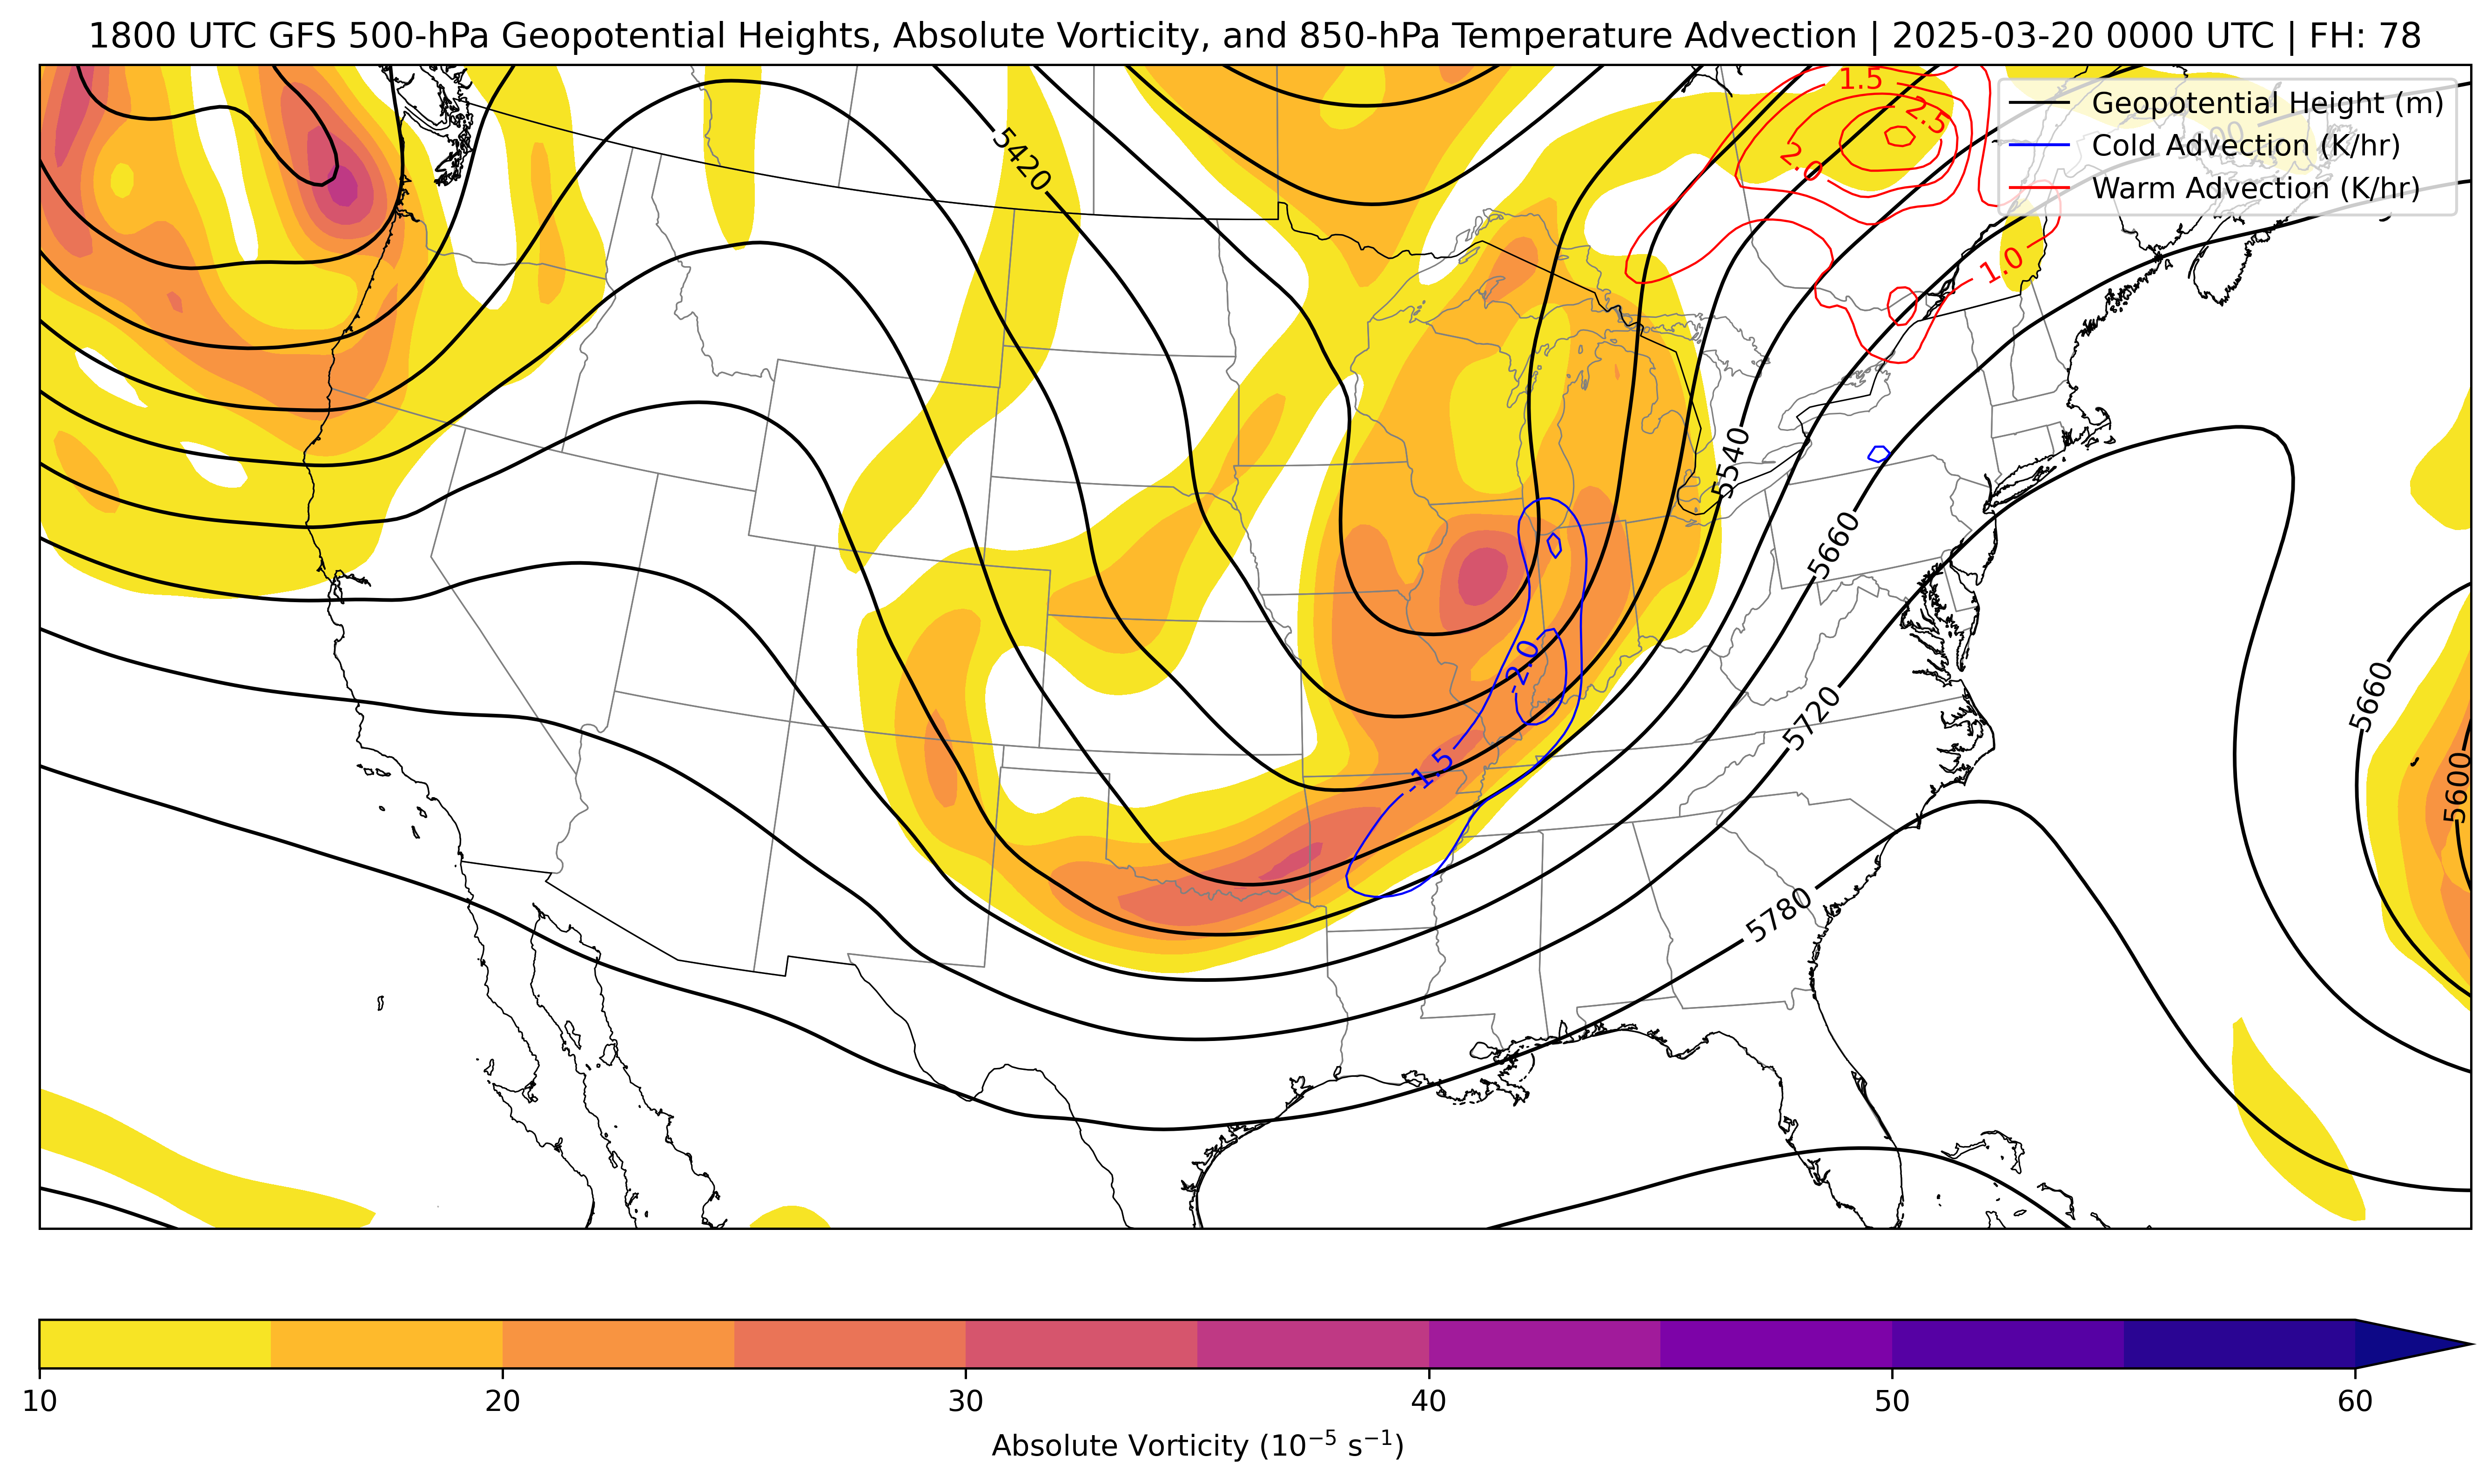 1800 UTC GFS 500-hPa Geopotential Heights, Absolute Vorticity, and 850-hPa Temperature Advection | 2025-03-20 0000 UTC | FH: 78
Geopotential Height (m)
Cold Advection (K/hr)
Warm Advection (K/hr)
1.5
2.5
2.0
1.0
5420
5540
5660
-2.0
-1.5
5720
5780
5660
5600
10 20 30 40 50 60
Absolute Vorticity (10⁻⁵ s⁻¹)